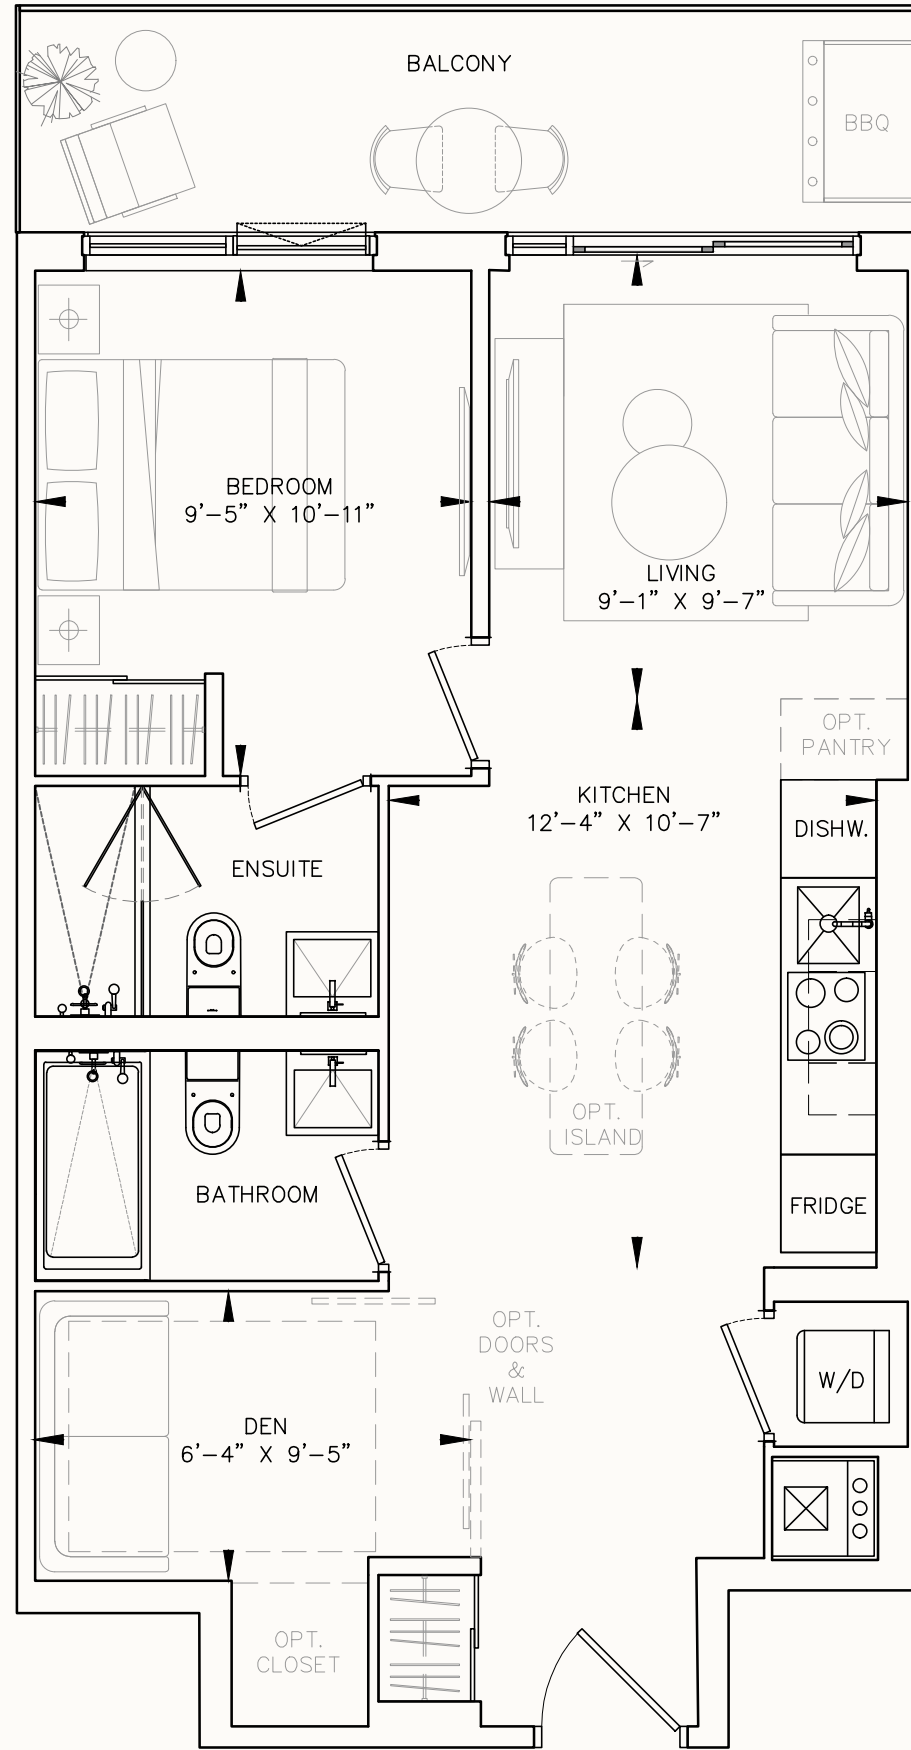 BALCONY
BBQ
BEDROOM
9'-5" X 10'-11"
LIVING
9'-1" X 9'-7"
OPT.
PANTRY
KITCHEN
12'-4" X 10'-7"
DISHW.
ENSUITE
OPT.
ISLAND
BATHROOM
FRIDGE
OPT.
DOORS
&
WALL
W/D
DEN
6'-4" X 9'-5"
OPT.
CLOSET